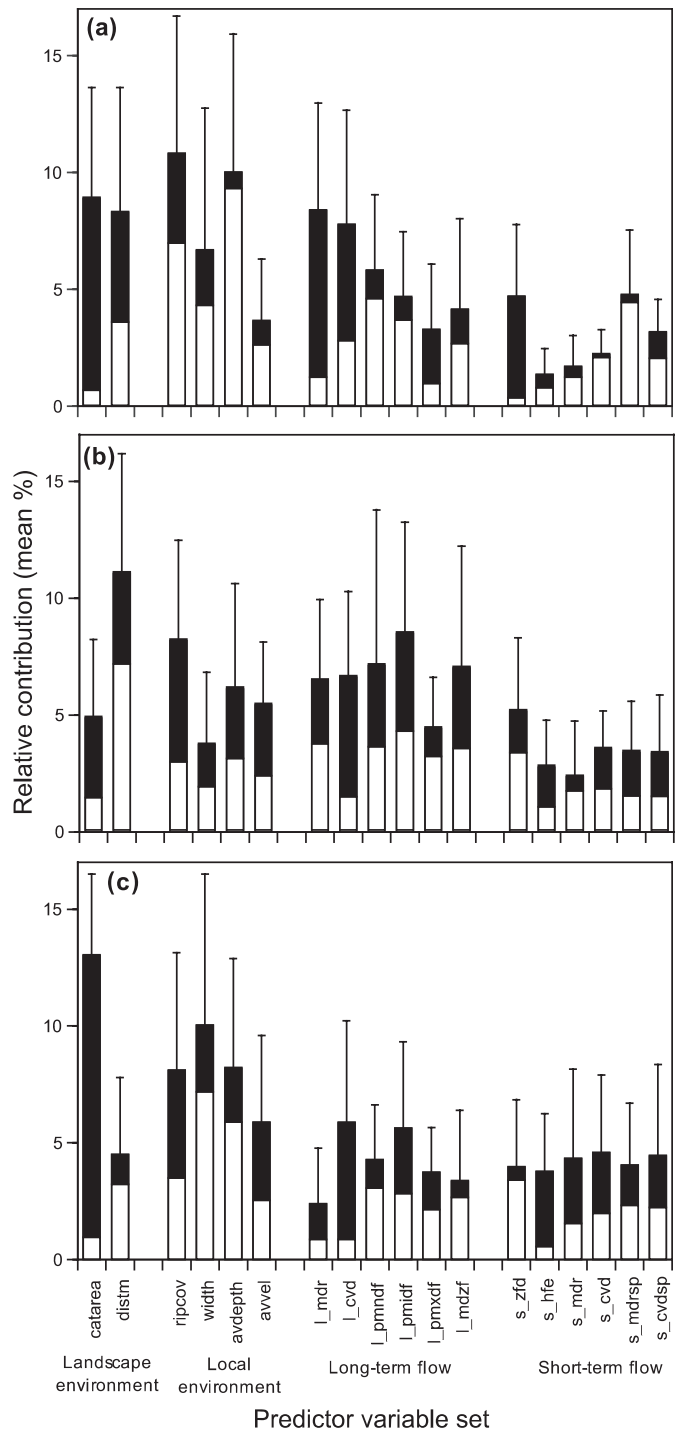 (a)
15
10
5
0
(b)
15
10
5
0
(c)
15
10
5
0
Relative contribution (mean %)
catarea
distm
ripcov
width
avdepth
avvel
l_mdr
l_cvd
l_pmndf
l_pmidf
l_pmxdf
l_mdzf
s_zfd
s_hfe
s_mdr
s_cvd
s_mdrsp
s_cvdsp
Landscape
environment
Local
environment
Long-term flow
Short-term flow
Predictor variable set